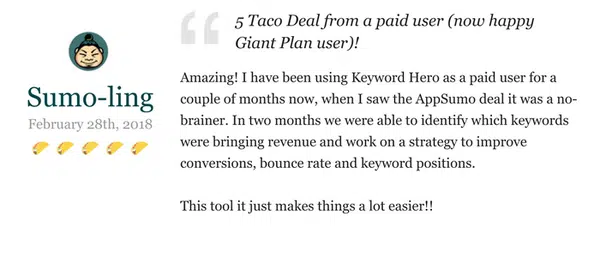 5 Taco Deal from a paid user (now happy
Giant Plan user)!
Sumo-ling
February 28th, 2018
Amazing! I have been using Keyword Hero as a paid user for a
couple of months now, when I saw the AppSumo deal it was a no-
brainer. In two months we were able to identify which keywords
were bringing revenue and work on a strategy to improve
conversions, bounce rate and keyword positions.
This tool it just makes things a lot easier!!